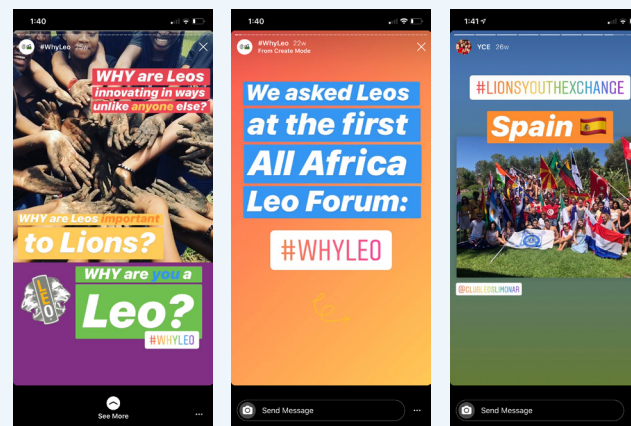 1:40
#WhyLeo 25w
WHY are Leos
innovating in ways
unlike anyone else?
WHY are Leos important
to Lions?
WHY are you a
LEO
Leo?
#WHYLEO
See More
1:40
#WhyLeo 22w
From Create Mode
We asked Leos
at the first
All Africa
Leo Forum:
#WHYLEO
Send Message
1:41
YCE 26w
#LIONSYOUTHEXCHANGE
Spain
@CLUBLEOSLIMONAR
Send Message